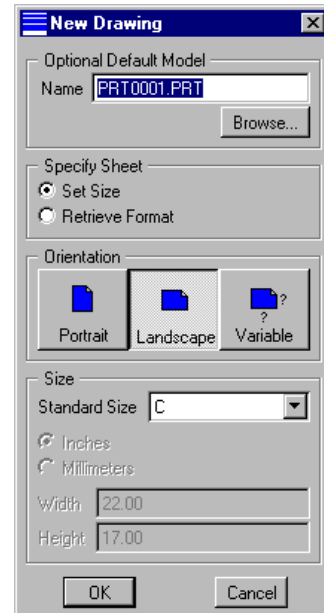 New Drawing
Optional Default Model
Name PRT0001.PRT
Browse...
Specify Sheet
Set Size
Retrieve Format
Orientation
? ?
Portrait Landscape Variable
Size
Standard Size C
Inches
Millimeters
Width 22.00
Height 17.00
OK Cancel